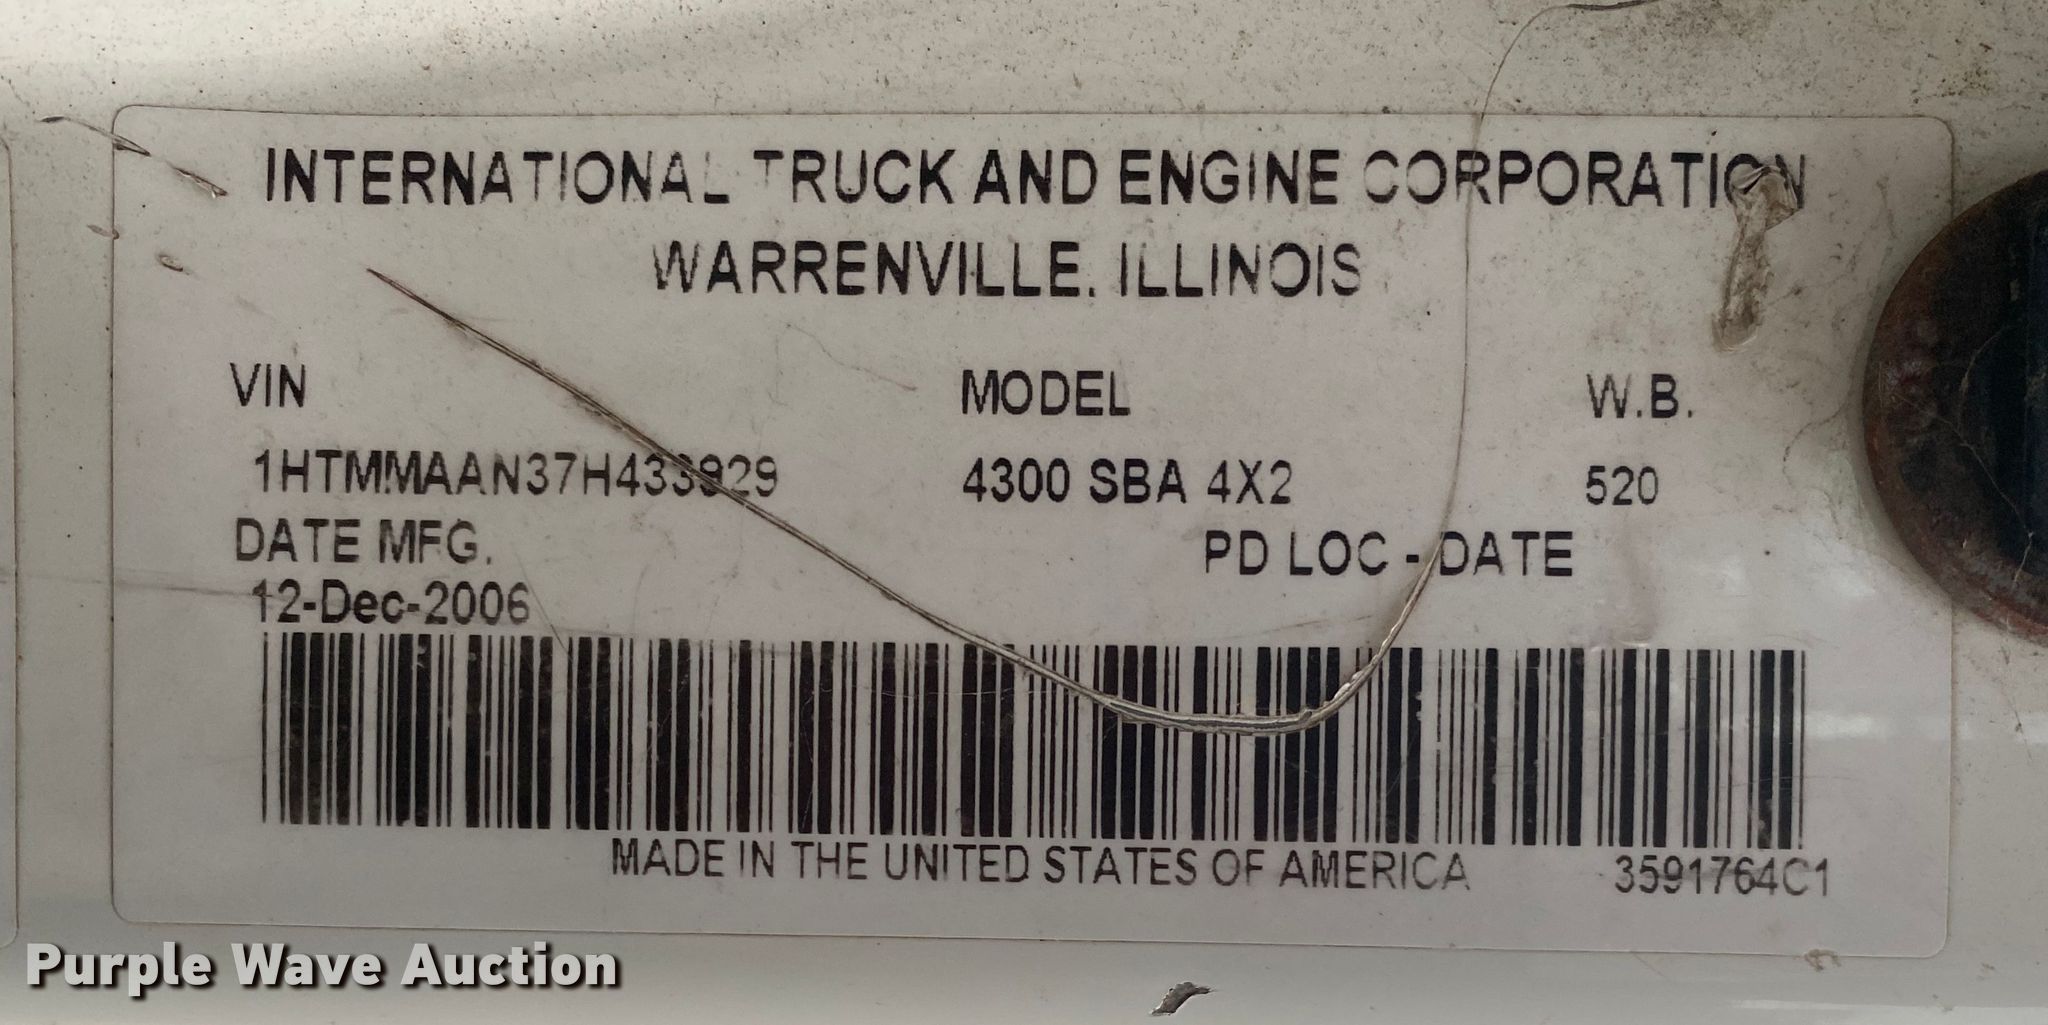 INTERNATIONAL TRUCK AND ENGINE CORPORATION
WARRENVILLE, ILLINOIS
VIN MODEL W.B.
1HTMMAAN37H433929 4300 SBA 4X2 520
DATE MFG. PD LOC - DATE
12-Dec-2006
MADE IN THE UNITED STATES OF AMERICA 3591764C1
Purple Wave Auction